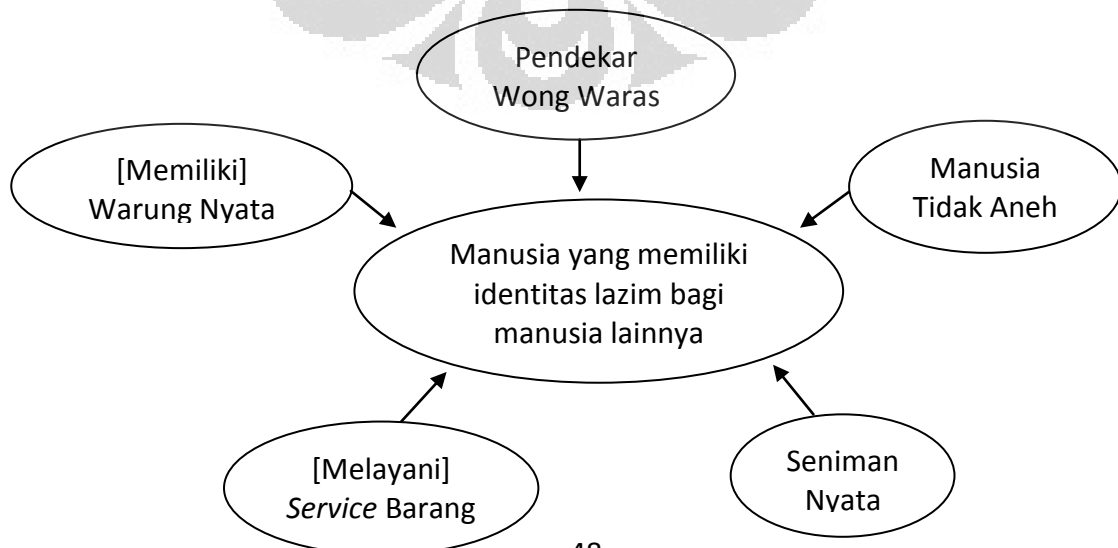 Pendekar
Wong Waras
[Memiliki]
Warung Nyata
Manusia
Tidak Aneh
Manusia yang memiliki
identitas lazim bagi
manusia lainnya
[Melayani]
Service Barang
Seniman
Nyata
48